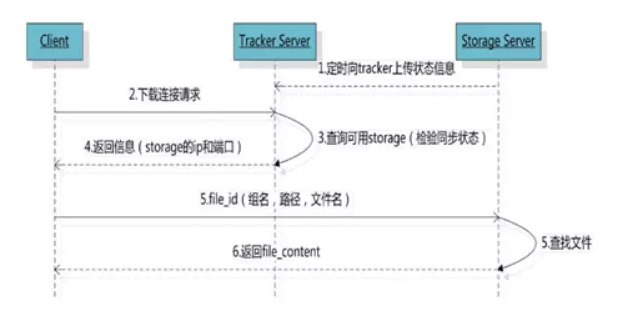 Client
Tracker Server
Storage Server
1.定时向tracker上传状态信息
2.下载连接请求
3.查询可用storage（检验同步状态）
4.返回信息（storage的ip和端口）
5.file_id（组名，路径，文件名）
5.查找文件
6.返回file_content